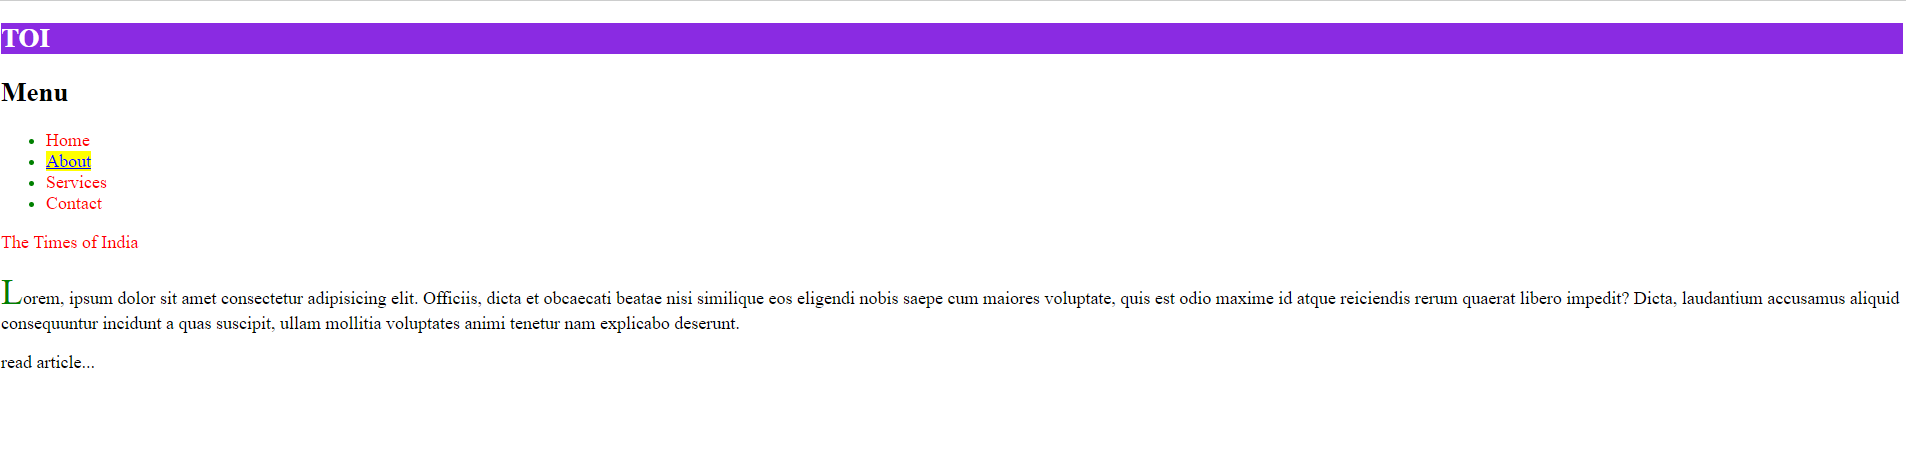 TOI
Menu
Home
About
Services
Contact
The Times of India
Lorem, ipsum dolor sit amet consectetur adipisicing elit. Officiis, dicta et obcaecati beatae nisi similique eos eligendi nobis saepe cum maiores voluptate, quis est odio maxime id atque reiciendis rerum quaerat libero impedit? Dicta, laudantium accusamus aliquid
consequuntur incidunt a quas suscipit, ullam mollitia voluptates animi tenetur nam explicabo deserunt.
read article...